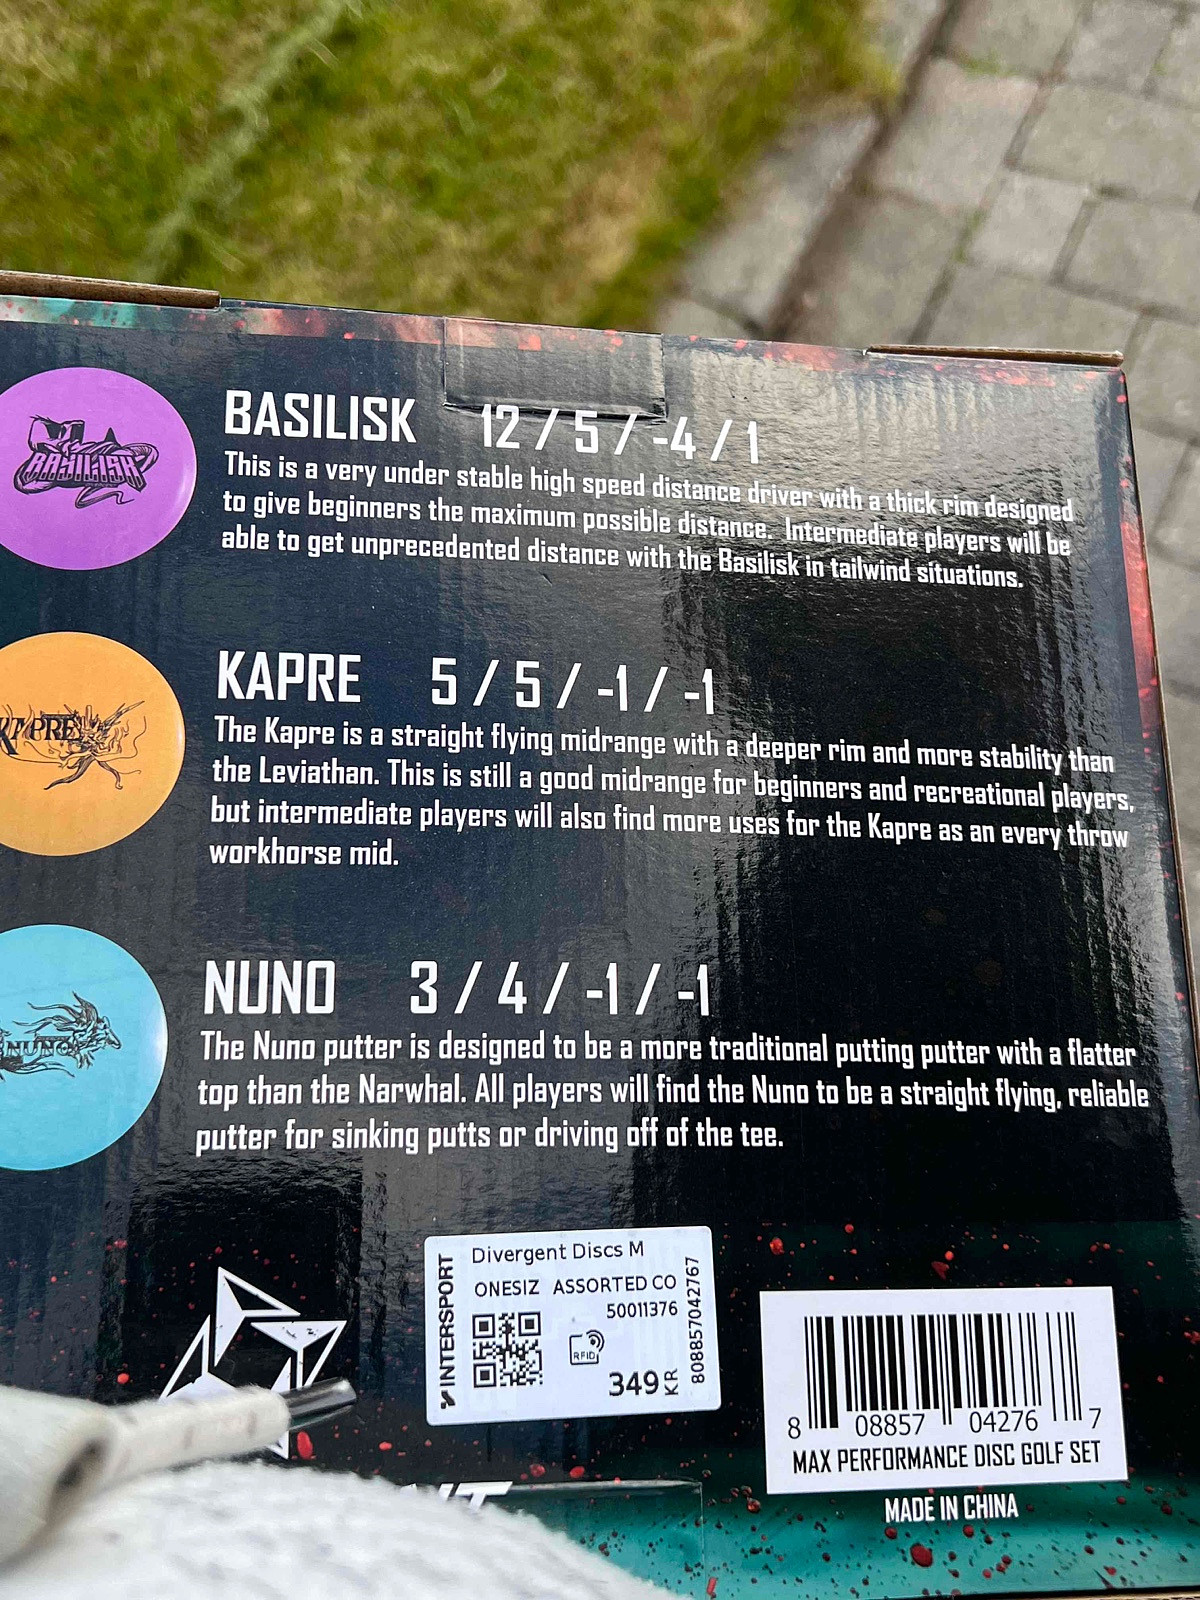 BASILISK 12 / 5 / -4 / 1
BASILISK
This is a very under stable high speed distance driver with a thick rim designed
to give beginners the maximum possible distance. Intermediate players will be
able to get unprecedented distance with the Basilisk in tailwind situations.
KAPRE 5 / 5 / -1 / -1
KAPRE
The Kapre is a straight flying midrange with a deeper rim and more stability than
the Leviathan. This is still a good midrange for beginners and recreational players,
but intermediate players will also find more uses for the Kapre as an every throw
workhorse mid.
NUNO 3 / 4 / -1 / -1
NUNO
The Nuno putter is designed to be a more traditional putting putter with a flatter
top than the Narwhal. All players will find the Nuno to be a straight flying, reliable
putter for sinking putts or driving off of the tee.
INTERSPORT
Divergent Discs M
ONESIZ ASSORTED CO
50011376
RFID
349 KR
808857042767
8 08857 04276 7
MAX PERFORMANCE DISC GOLF SET
MADE IN CHINA